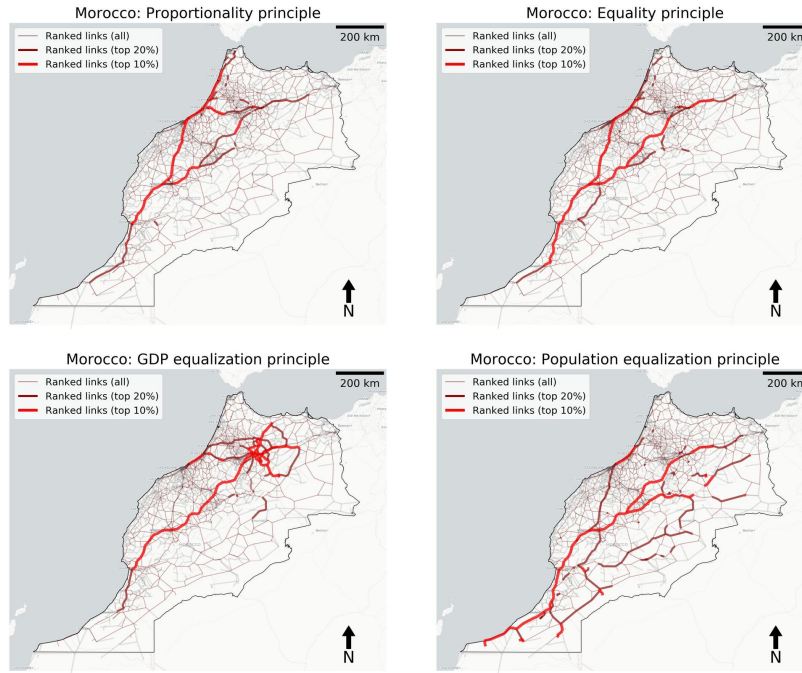 Morocco: Proportionality principle
Ranked links (all)
Ranked links (top 20%)
Ranked links (top 10%)
200 km
N
Morocco: Equality principle
Ranked links (all)
Ranked links (top 20%)
Ranked links (top 10%)
200 km
N
Morocco: GDP equalization principle
Ranked links (all)
Ranked links (top 20%)
Ranked links (top 10%)
200 km
N
Morocco: Population equalization principle
Ranked links (all)
Ranked links (top 20%)
Ranked links (top 10%)
200 km
N